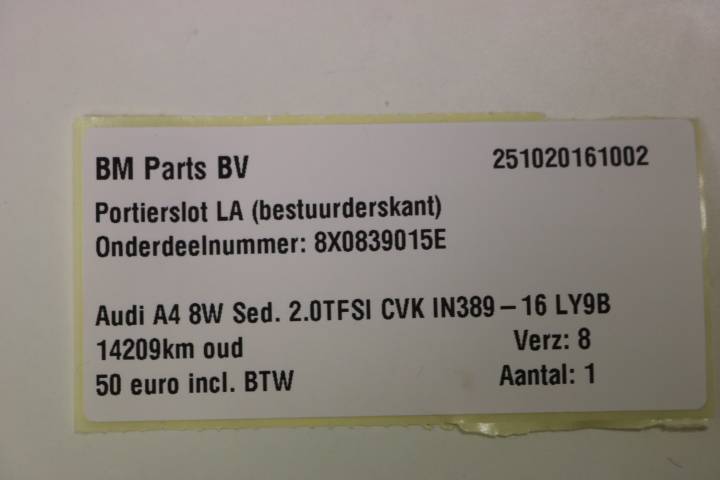 BM Parts BV 251020161002
Portierslot LA (bestuurderskant)
Onderdeelnummer: 8X0839015E
Audi A4 8W Sed. 2.0TFSI CVK IN389 – 16 LY9B
14209km oud Verz: 8
50 euro incl. BTW Aantal: 1